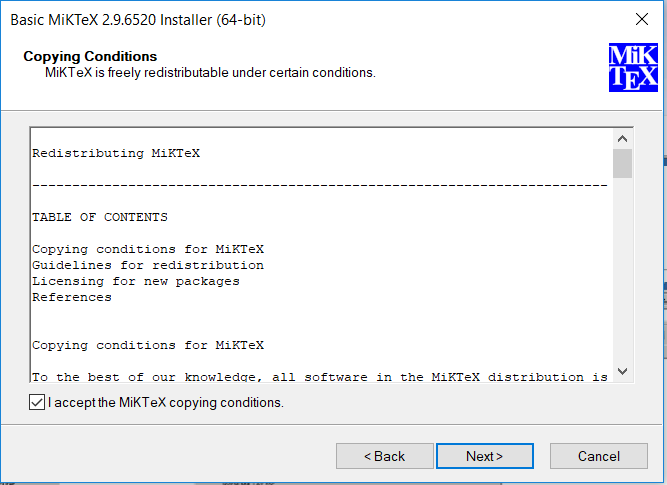 Basic MiKTeX 2.9.6520 Installer (64-bit)
Copying Conditions
MiKTeX is freely redistributable under certain conditions.
MiK
TEX
Redistributing MiKTeX
------------------------------------------------------------------------
TABLE OF CONTENTS
Copying conditions for MiKTeX
Guidelines for redistribution
Licensing for new packages
References
Copying conditions for MiKTeX
To the best of our knowledge, all software in the MiKTeX distribution is
I accept the MiKTeX copying conditions.
< Back
Next >
Cancel